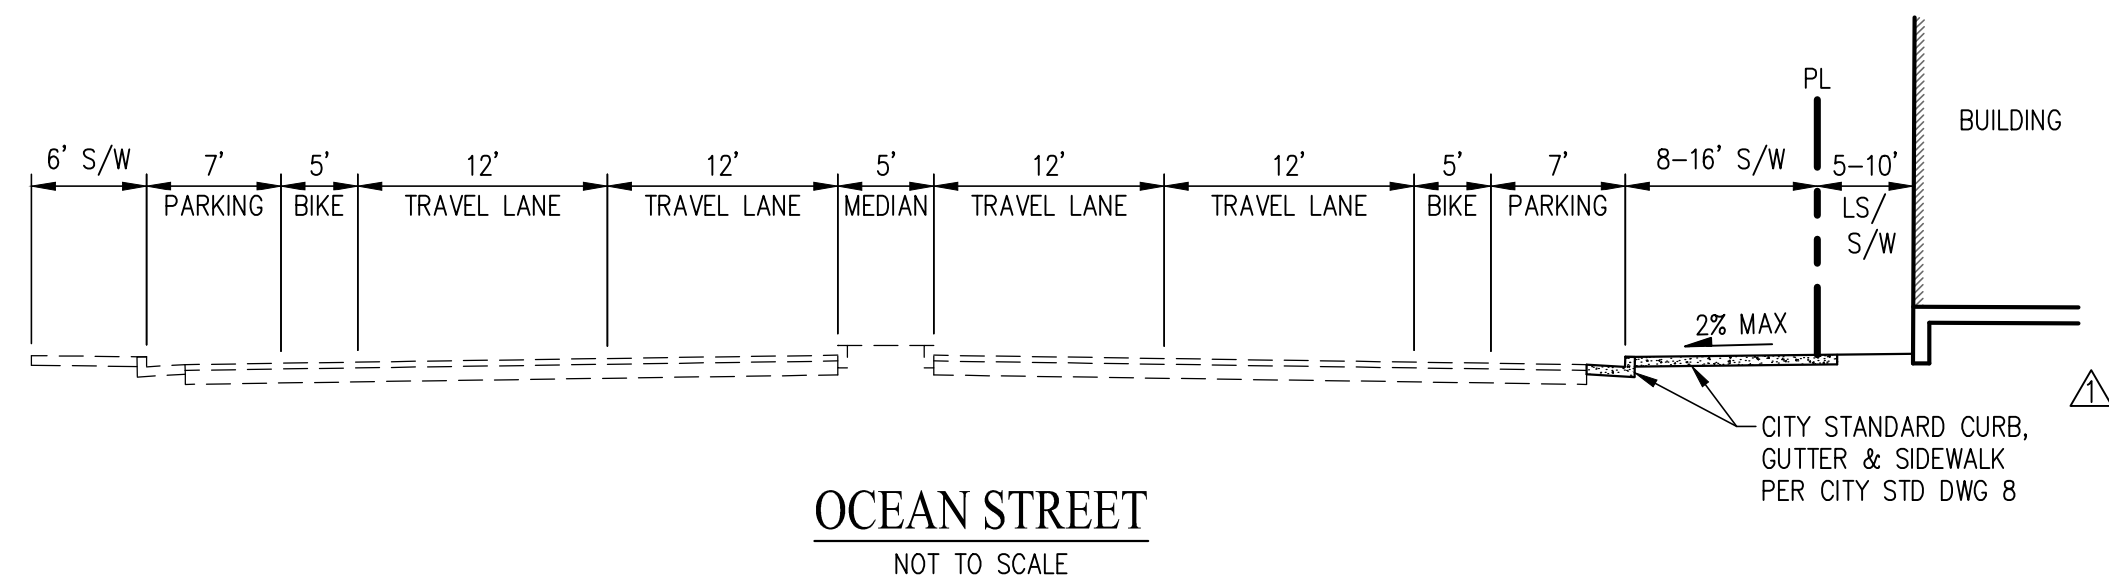 PL
BUILDING
6' S/W 7' 5' 12' 12' 5' 12' 12' 5' 7' 8-16' S/W 5-10'
PARKING BIKE TRAVEL LANE TRAVEL LANE MEDIAN TRAVEL LANE TRAVEL LANE BIKE PARKING LS/
S/W
2% MAX
1
CITY STANDARD CURB,
GUTTER & SIDEWALK
PER CITY STD DWG 8
OCEAN STREET
NOT TO SCALE